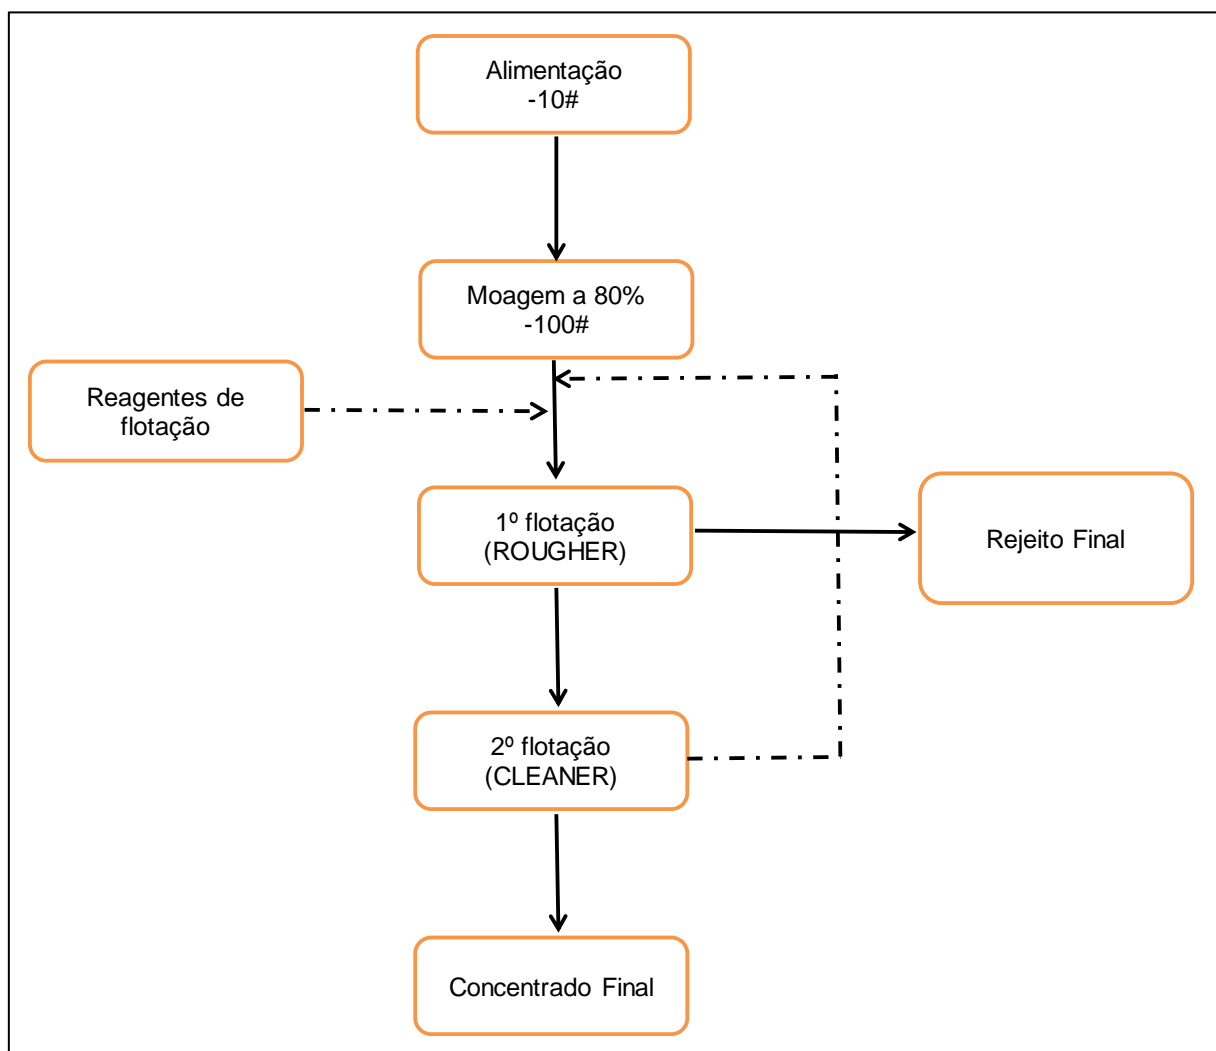 Alimentação
-10#
Moagem a 80%
-100#
Reagentes de
flotação
1º flotação
(ROUGHER)
Rejeito Final
2º flotação
(CLEANER)
Concentrado Final